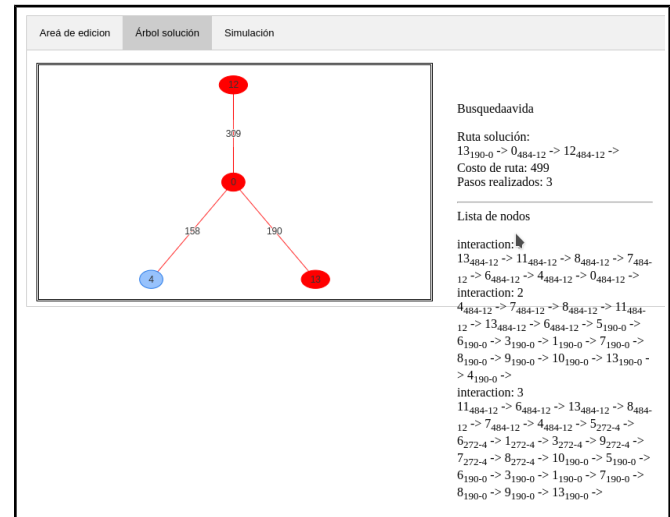 Areá de edicion Árbol solución Simulación
12
309
0
158 190
4 13
Busquedaavida
Ruta solución:
13190-0 -> 0484-12 -> 12484-12 ->
Costo de ruta: 499
Pasos realizados: 3
Lista de nodos
interaction:
13484-12 -> 11484-12 -> 8484-12 -> 7484-
12 -> 6484-12 -> 4484-12 -> 0484-12 ->
interaction: 2
4484-12 -> 7484-12 -> 8484-12 -> 11484-
12 -> 13484-12 -> 6484-12 -> 5190-0 ->
6190-0 -> 3190-0 -> 1190-0 -> 7190-0 ->
8190-0 -> 9190-0 -> 10190-0 -> 13190-0 -
> 4190-0 ->
interaction: 3
11484-12 -> 6484-12 -> 13484-12 -> 8484-
12 -> 7484-12 -> 4484-12 -> 5272-4 ->
6272-4 -> 1272-4 -> 3272-4 -> 9272-4 ->
7272-4 -> 8272-4 -> 10190-0 -> 5190-0 ->
6190-0 -> 3190-0 -> 1190-0 -> 7190-0 ->
8190-0 -> 9190-0 -> 13190-0 ->